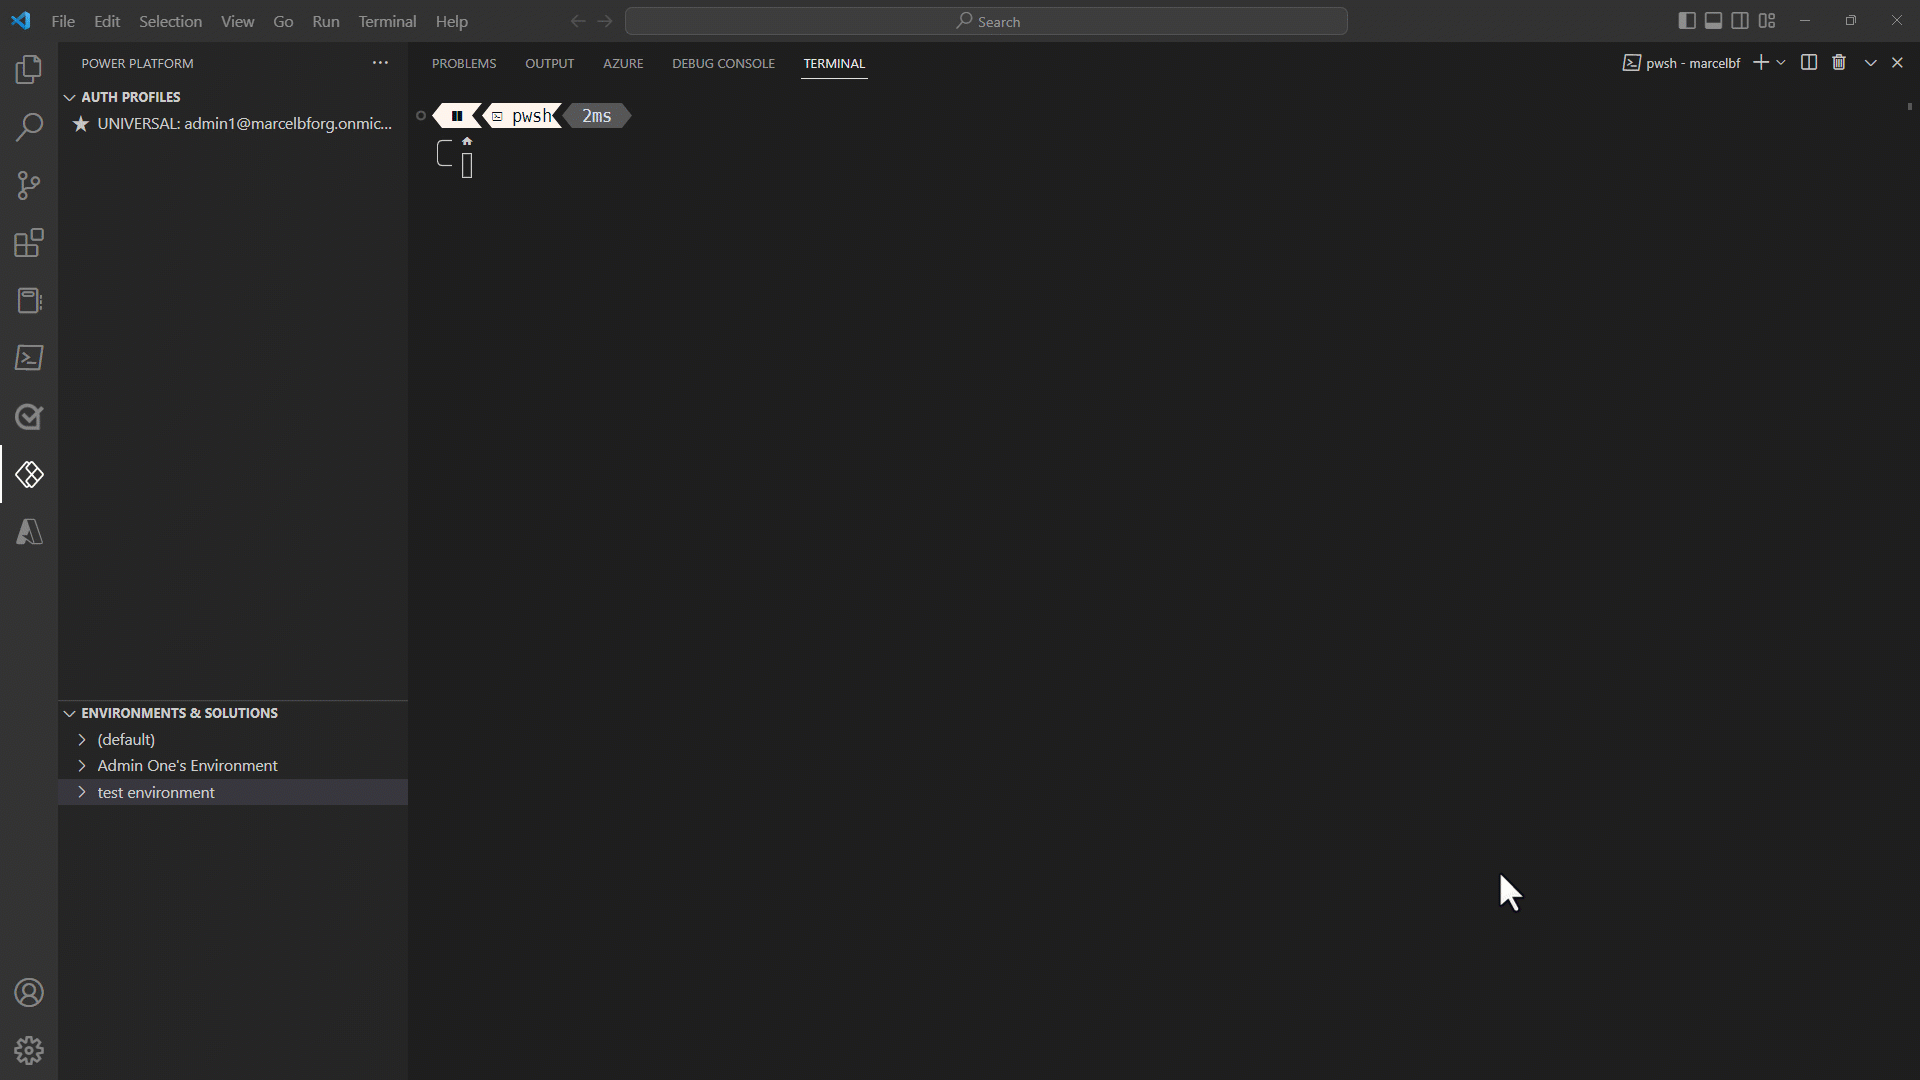 File Edit Selection View Go Run Terminal Help
Search
POWER PLATFORM
PROBLEMS OUTPUT AZURE DEBUG CONSOLE TERMINAL
pwsh - marcelbf
AUTH PROFILES
UNIVERSAL: admin1@marcelbforg.onmic...
pwsh 2ms
ENVIRONMENTS & SOLUTIONS
(default)
Admin One's Environment
test environment